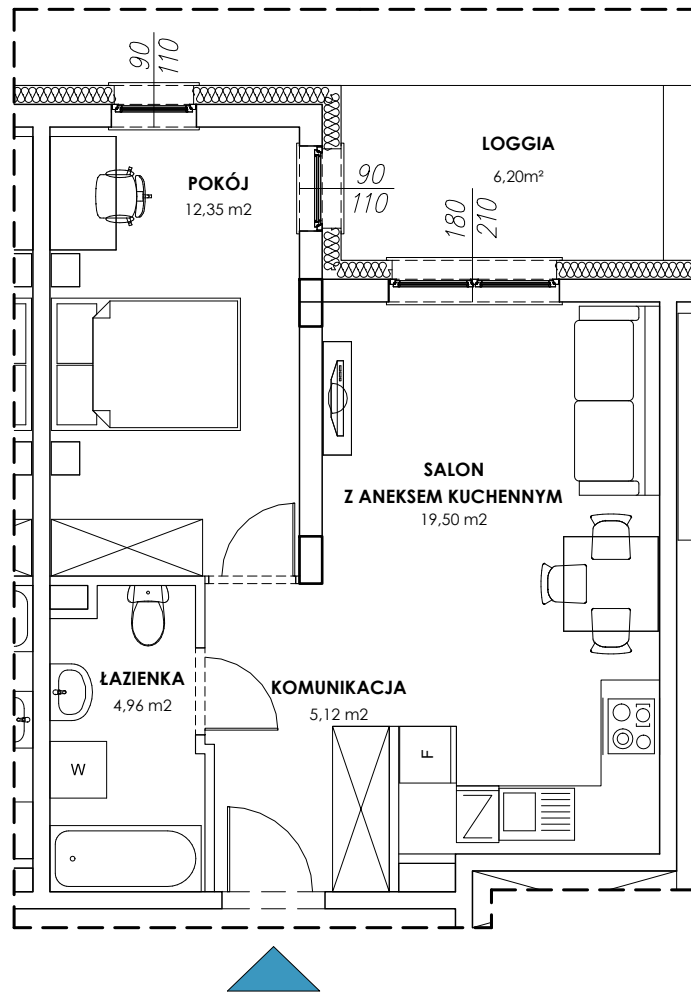 90
110
LOGGIA
6,20m²
POKÓJ
12,35 m2
90
110
180
210
SALON
Z ANEKSEM KUCHENNYM
19,50 m2
ŁAZIENKA
4,96 m2
KOMUNIKACJA
5,12 m2
F
W